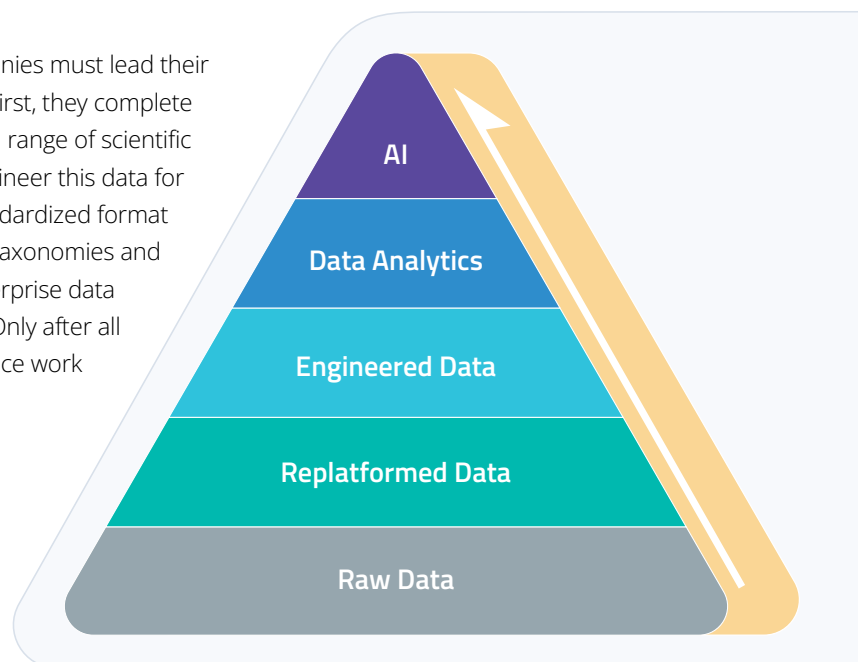 nies must lead their
irst, they complete
range of scientific
ineer this data for
dardized format
axonomies and
rprise data
Only after all
ce work
AI
Data Analytics
Engineered Data
Replatformed Data
Raw Data